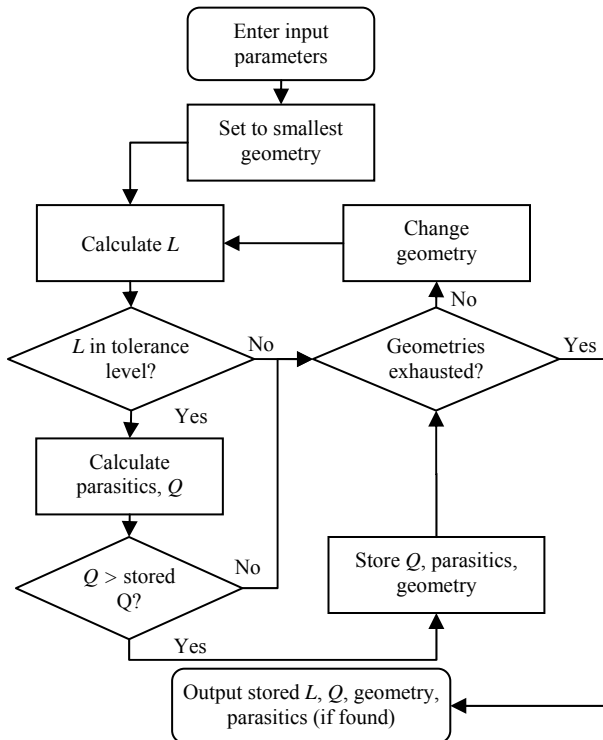 Enter input
parameters
Set to smallest
geometry
Calculate L
Change
geometry
No
L in tolerance
level?
No
Geometries
exhausted?
Yes
Yes
Calculate
parasitics, Q
Q > stored
Q?
No
Store Q, parasitics,
geometry
Yes
Output stored L, Q, geometry,
parasitics (if found)